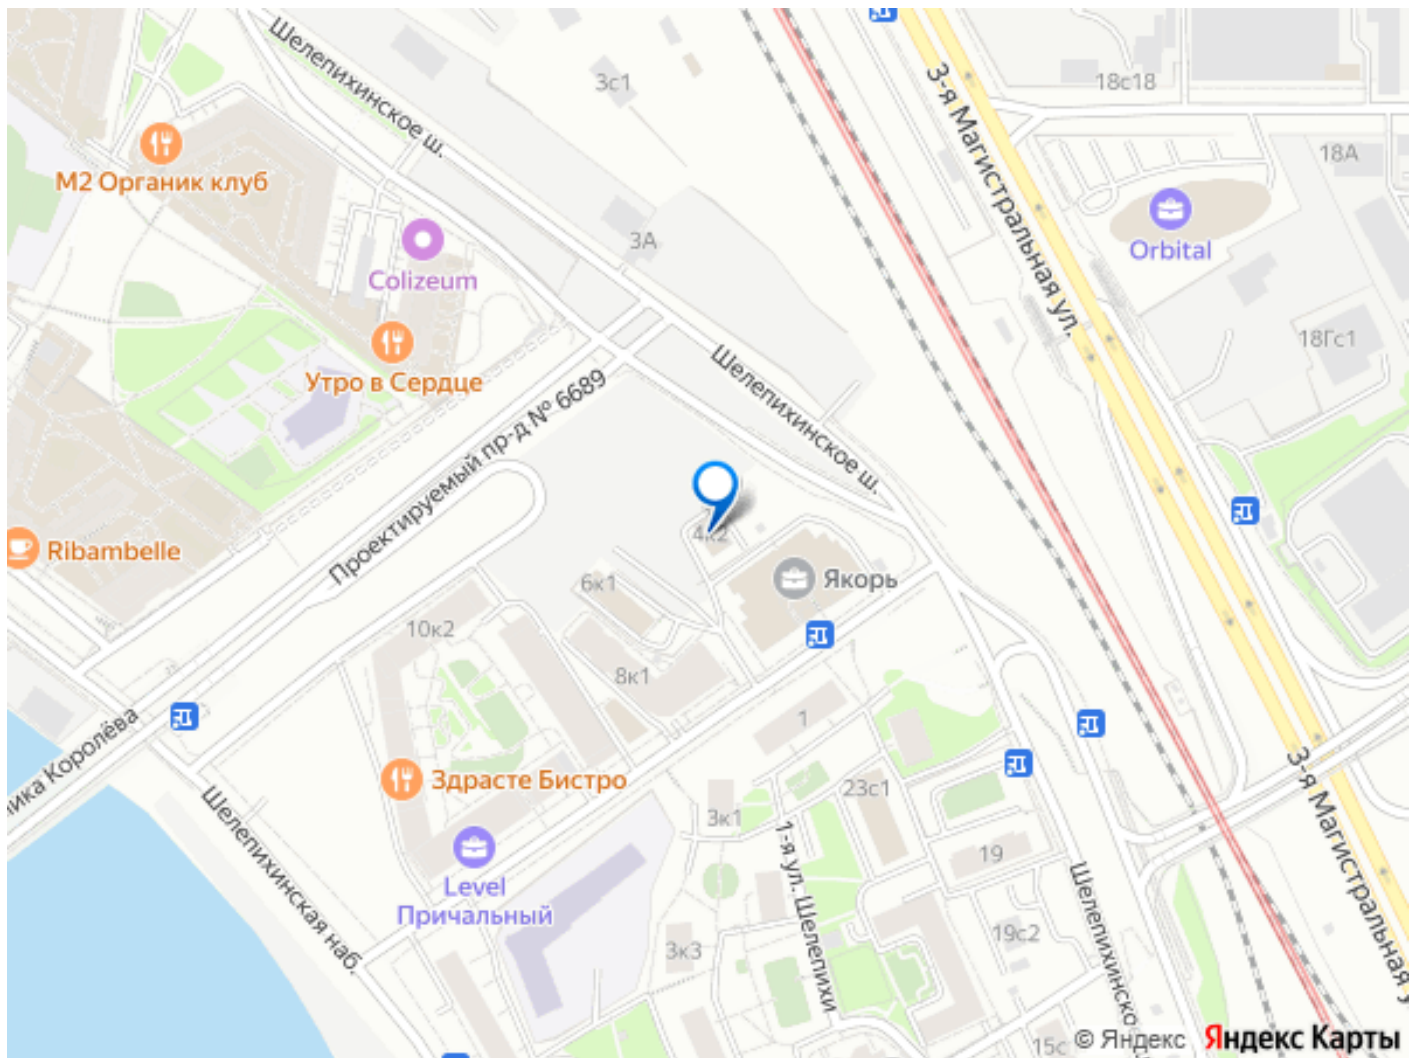 Шелепихинское ш.
3с1
3-я Магистральная ул.
18с18
18А
М2 Органик клуб
3А
Orbital
Colizeum
18Гс1
Утро в Сердце
Шелепихинское ш.
Проектируемый пр-д № 6689
4к2
Ribambelle
6к1
Якорь
10к2
8к1
1
Здрасте Бистро
23с1
3к1
3-я Магистральная у
19
Level
Причальный
Шелепихинская наб.
1-я ул. Шелепихи
Шелепихинско
19с2
3к3
15с
© Яндекс Яндекс Карты